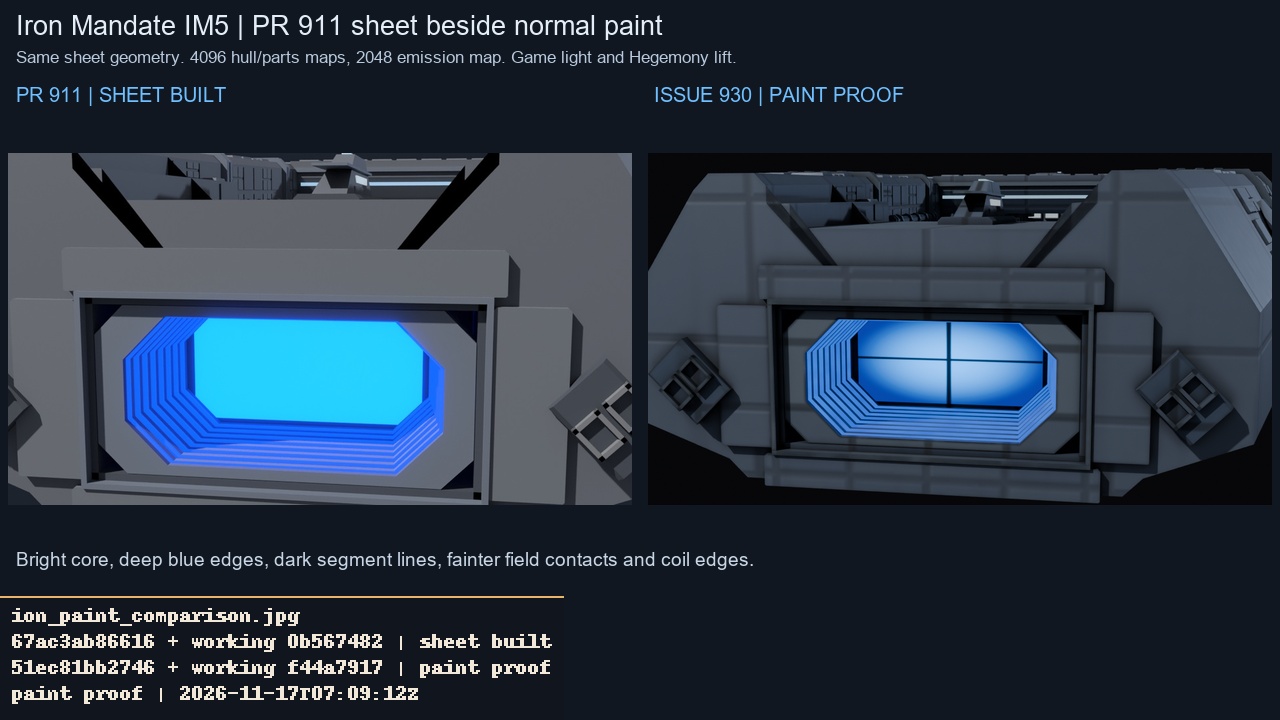 Iron Mandate IM5 | PR 911 sheet beside normal paint
Same sheet geometry. 4096 hull/parts maps, 2048 emission map. Game light and Hegemony lift.
PR 911 | SHEET BUILT
ISSUE 930 | PAINT PROOF
Bright core, deep blue edges, dark segment lines, fainter field contacts and coil edges.
ion_paint_comparison.jpg
67ac3ab86616 + working 0b567482 | sheet built
51ec81bb2746 + working f44a7917 | paint proof
paint proof | 2026-11-17T07:09:12Z